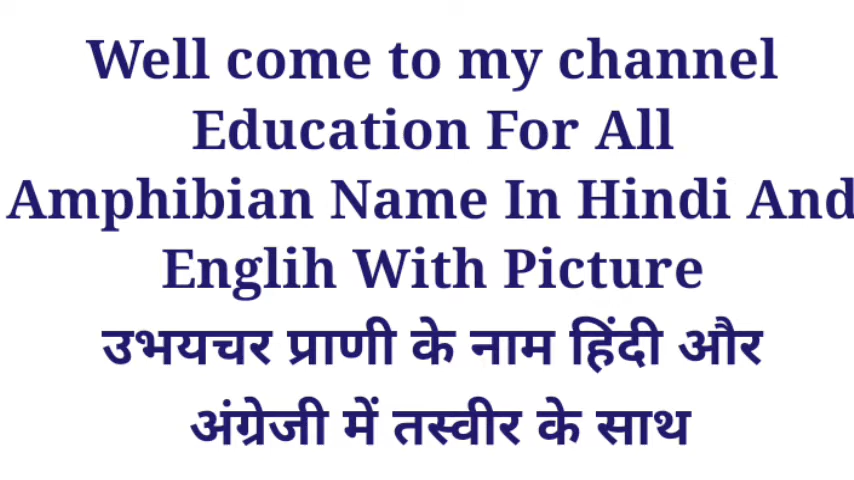 Well come to my channel
Education For All
Amphibian Name In Hindi And
Englih With Picture
उभयचर प्राणी के नाम हिंदी और
अंग्रेजी में तस्वीर के साथ